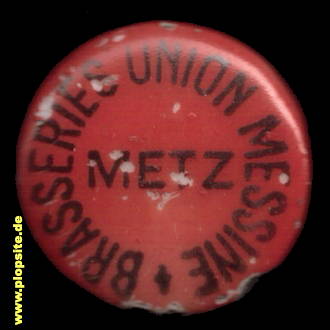 BRASSERIES UNION MESSINE ✦
METZ
www.plopsite.de